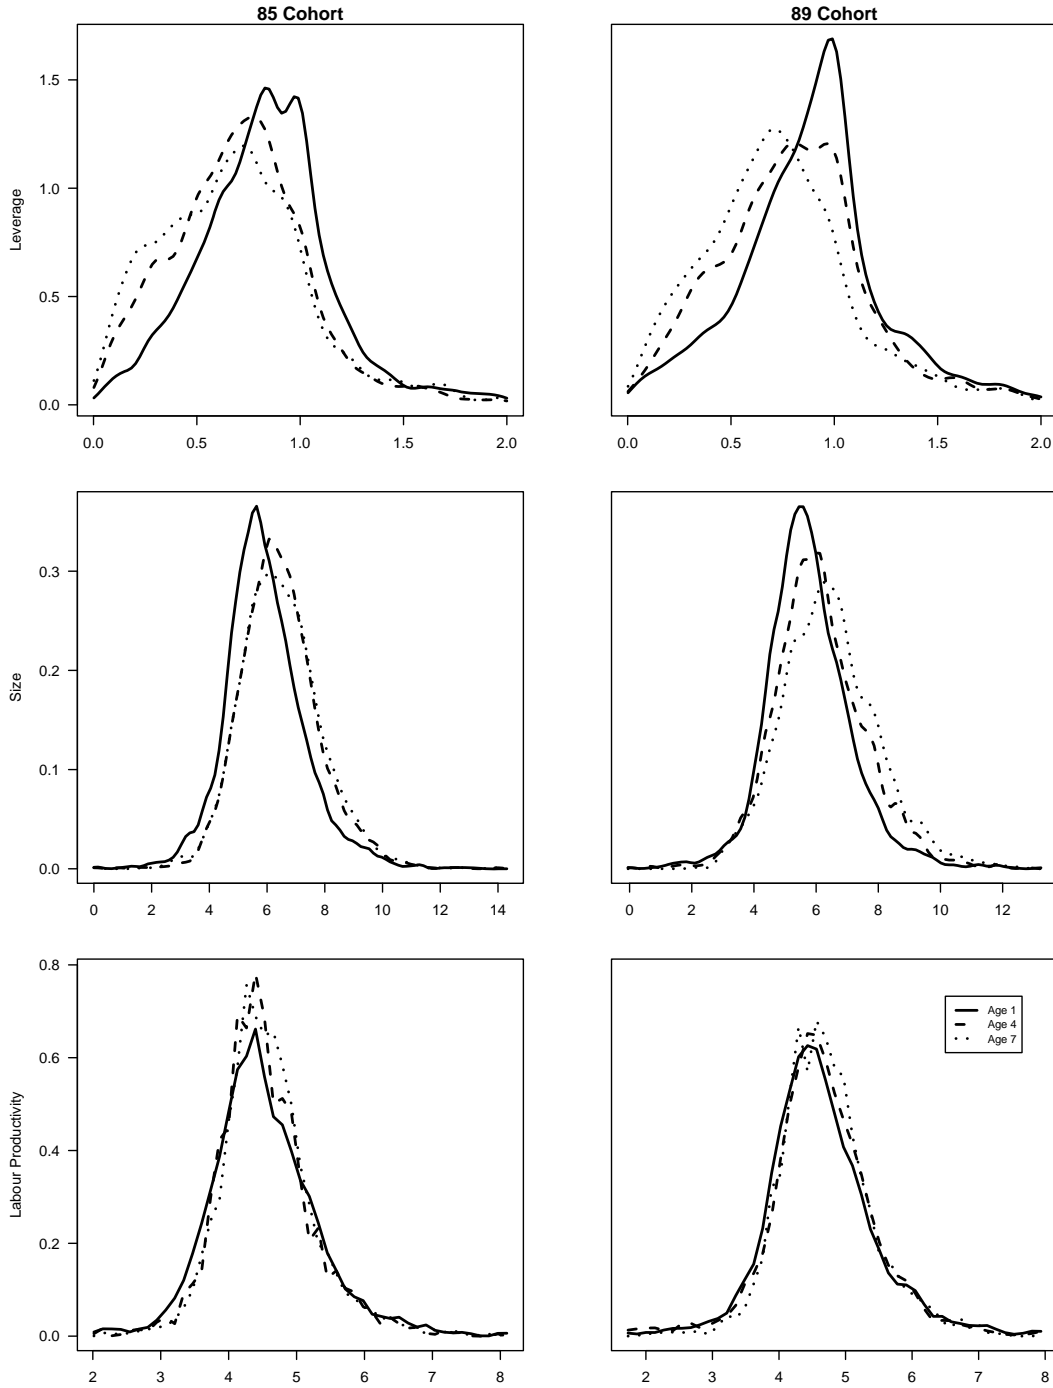 85 Cohort
89 Cohort
Leverage
1.5
1.0
0.5
0.0
0.0 0.5 1.0 1.5 2.0
0.0 0.5 1.0 1.5 2.0
Size
0.3
0.2
0.1
0.0
0 2 4 6 8 10 12 14
0 2 4 6 8 10 12
Labour Productivity
0.8
0.6
0.4
0.2
0.0
Age 1
Age 4
Age 7
2 3 4 5 6 7 8
2 3 4 5 6 7 8